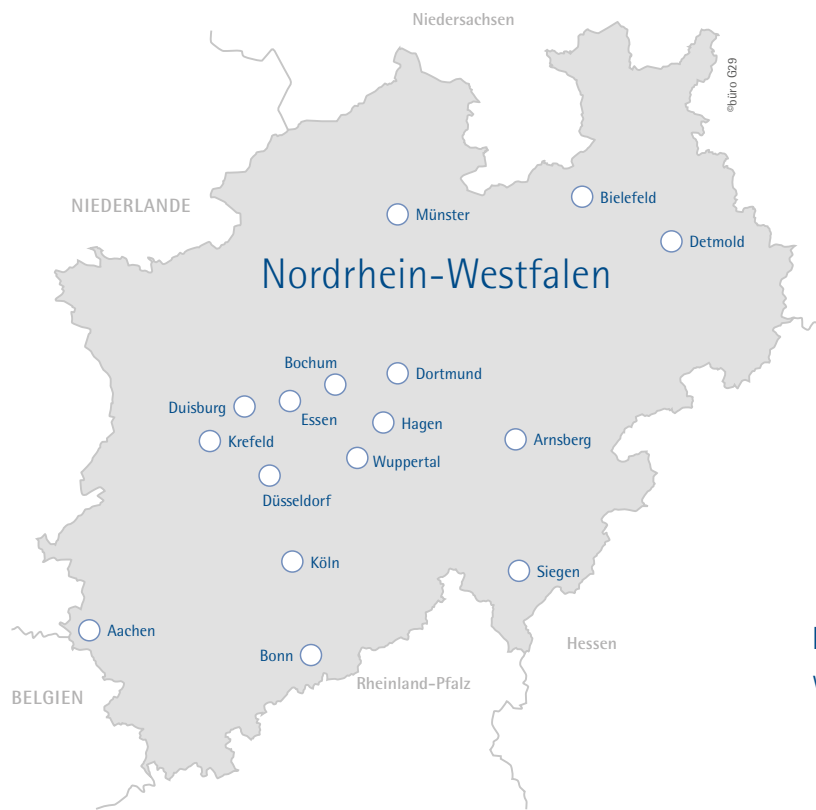 Niedersachsen
©büro G29
NIEDERLANDE
Münster
Bielefeld
Detmold
Nordrhein-Westfalen
Bochum
Dortmund
Duisburg
Essen
Hagen
Krefeld
Wuppertal
Arnsberg
Düsseldorf
Köln
Siegen
Aachen
Bonn
Hessen
Rheinland-Pfalz
BELGIEN